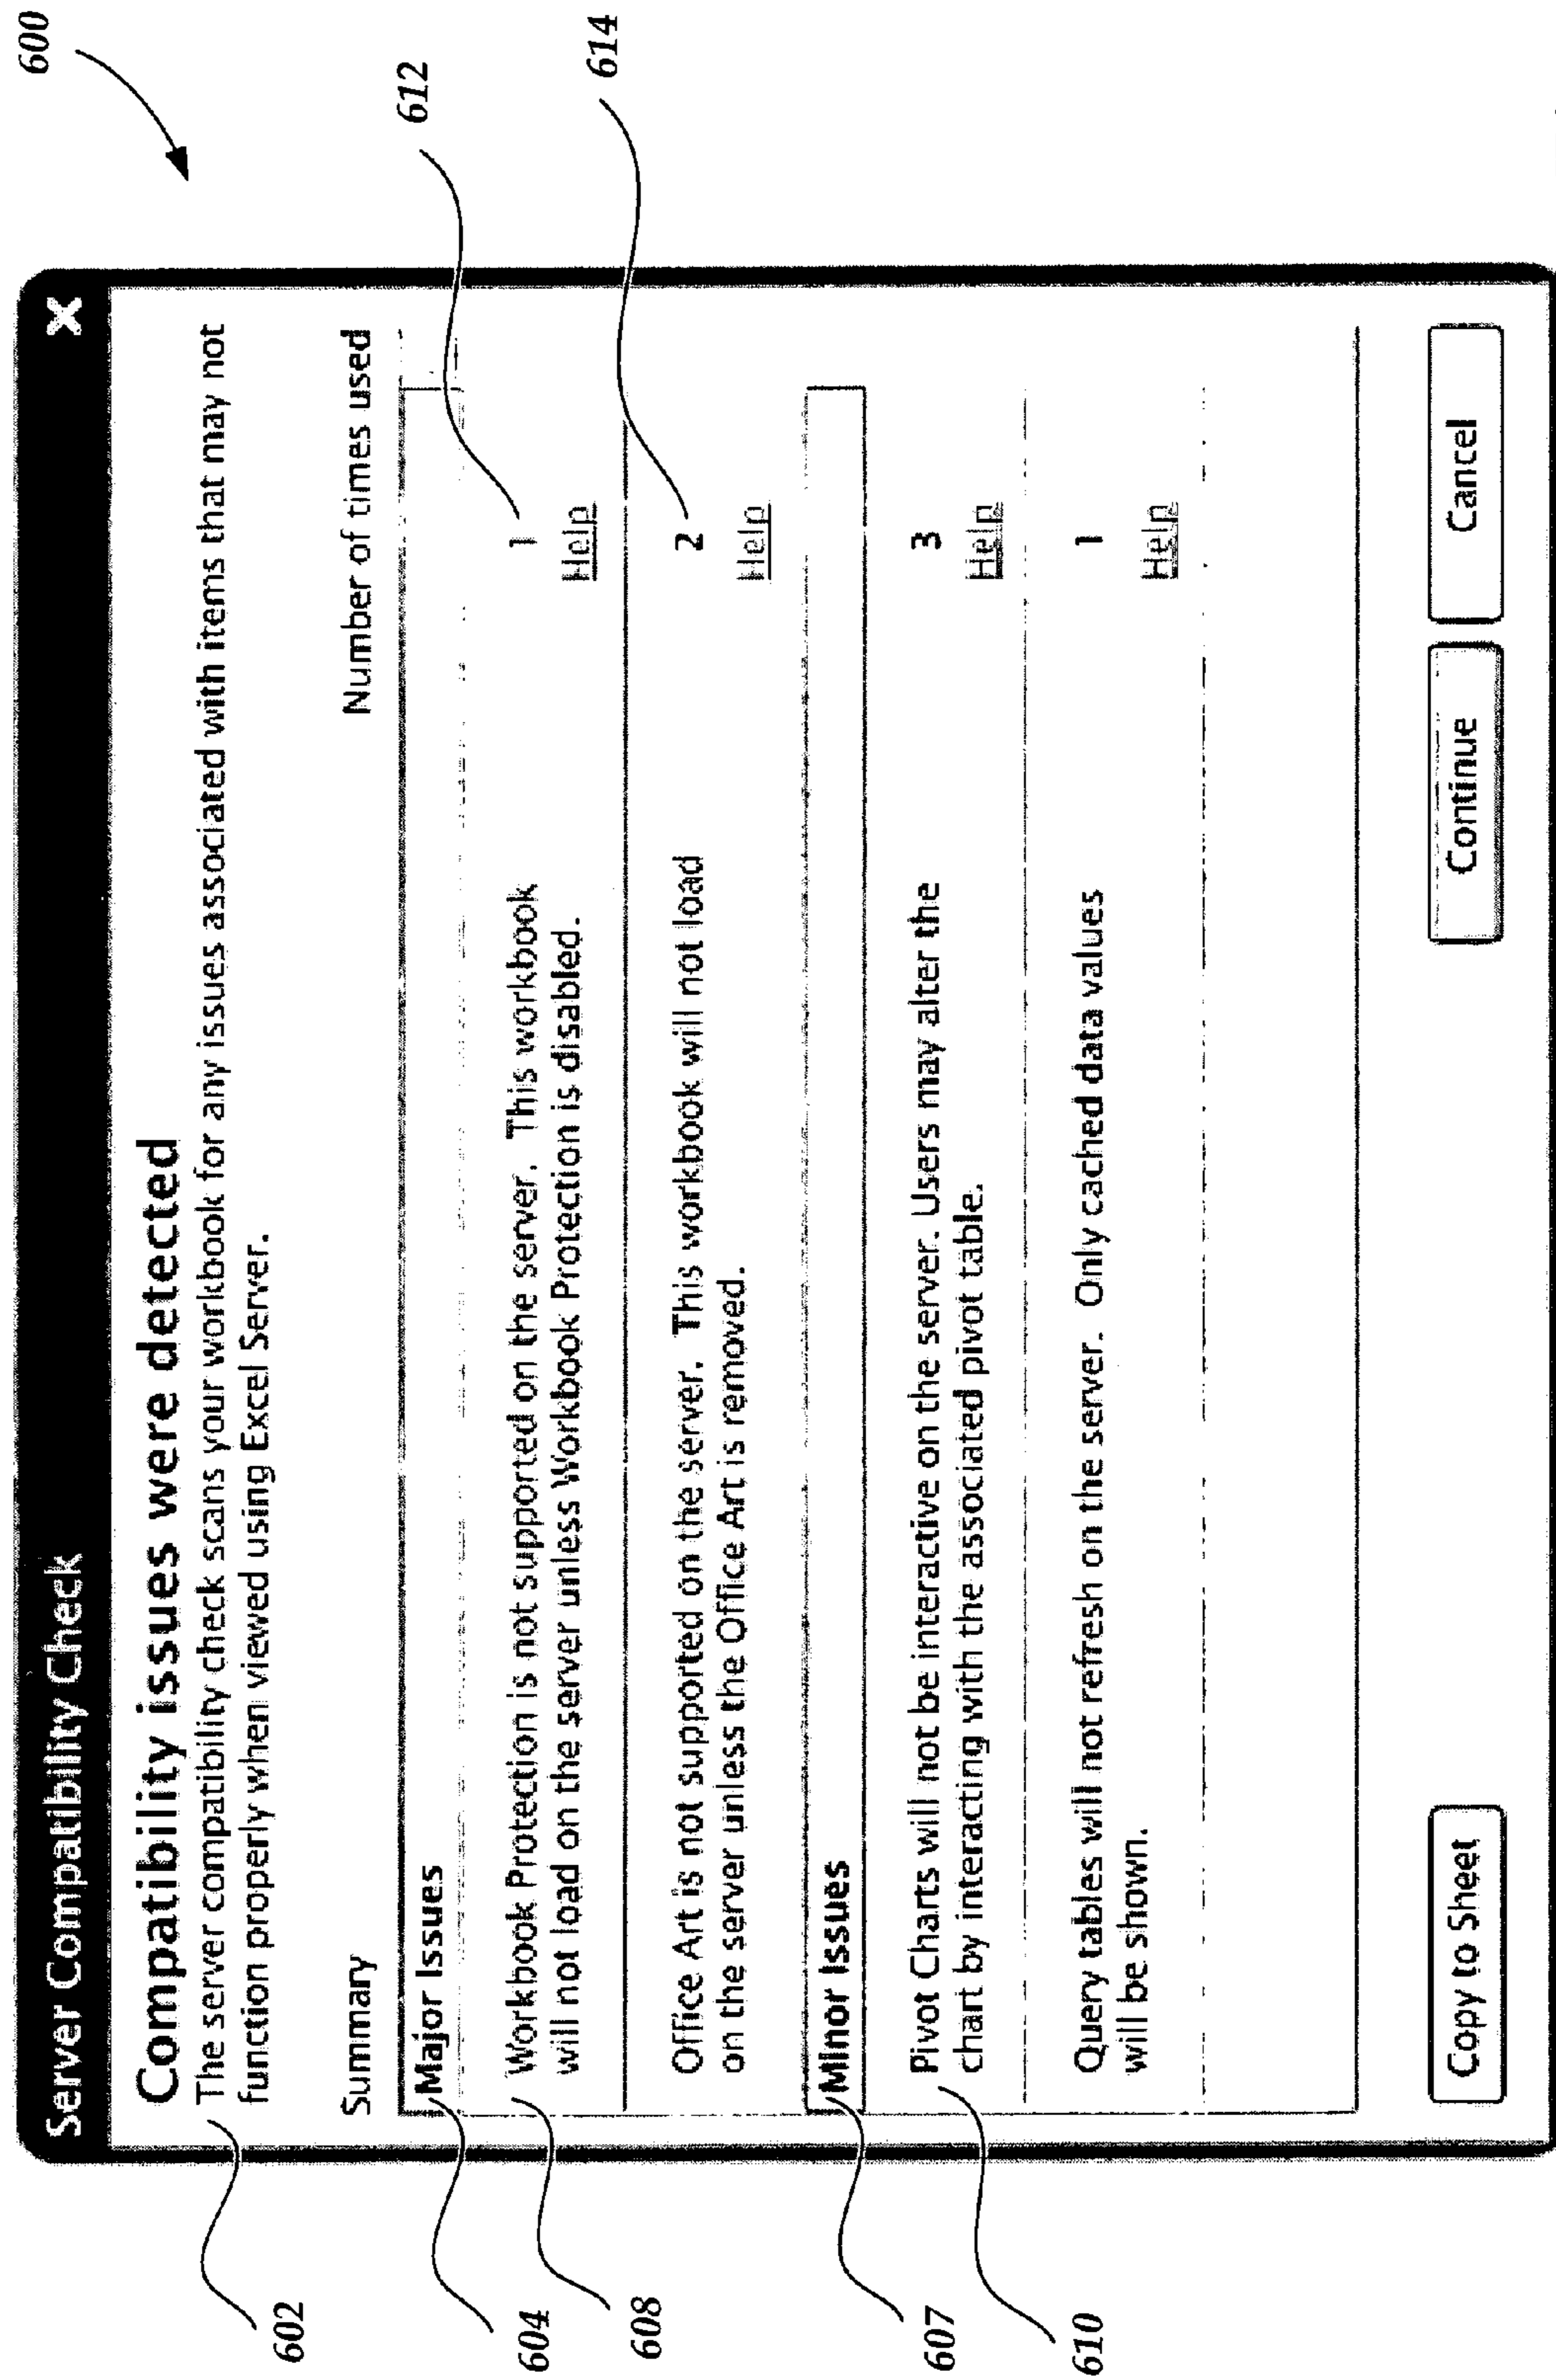 600
Server Compatibility Check X
Compatibility issues were detected
602
The server compatibility check scans your workbook for any issues associated with items that may not
function properly when viewed using Excel Server.
Summary Number of times used
604
Major Issues
612
608
Workbook Protection is not supported on the server. This workbook 1
will not load on the server unless Workbook Protection is disabled. Help
614
Office Art is not supported on the server. This workbook will not load 2
on the server unless the Office Art is removed. Help
607
Minor Issues
610
Pivot Charts will not be interactive on the server. Users may alter the 3
chart by interacting with the associated pivot table. Help
Query tables will not refresh on the server. Only cached data values 1
will be shown. Help
Copy to Sheet Continue Cancel